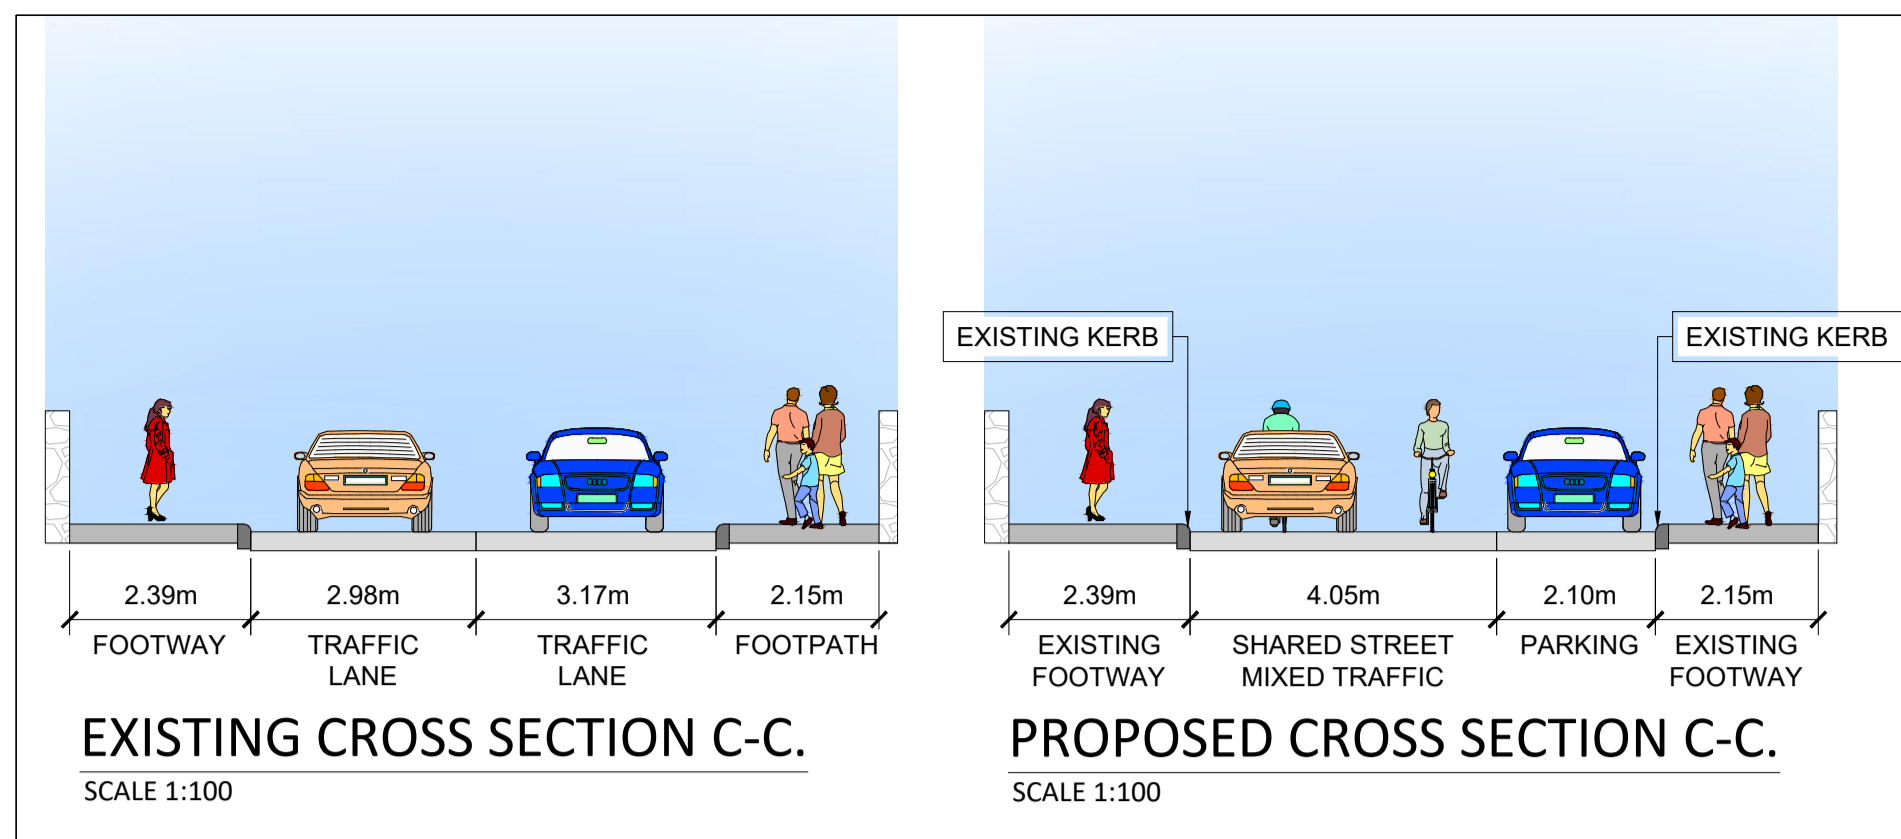 EXISTING KERB
EXISTING KERB
2.39m
2.98m
3.17m
2.15m
FOOTWAY
TRAFFIC
LANE
TRAFFIC
LANE
FOOTPATH
EXISTING CROSS SECTION C-C.
SCALE 1:100
2.39m
4.05m
2.10m
2.15m
EXISTING
FOOTWAY
SHARED STREET
MIXED TRAFFIC
PARKING
EXISTING
FOOTWAY
PROPOSED CROSS SECTION C-C.
SCALE 1:100